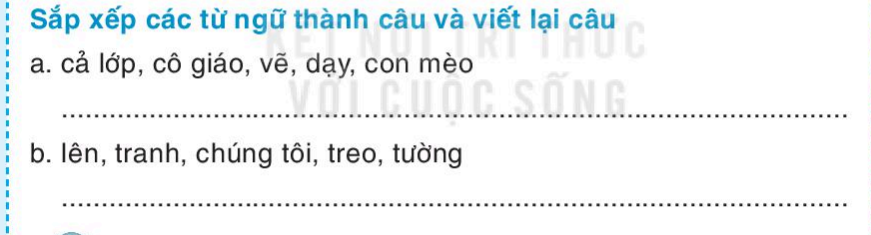 Sắp xếp các từ ngữ thành câu và viết lại câu
KẾT NỐI TRI THỨC
a. cả lớp, cô giáo, vẽ, dạy, con mèo
VỚI CUỘC SỐNG
................................................................................
b. lên, tranh, chúng tôi, treo, tường
................................................................................